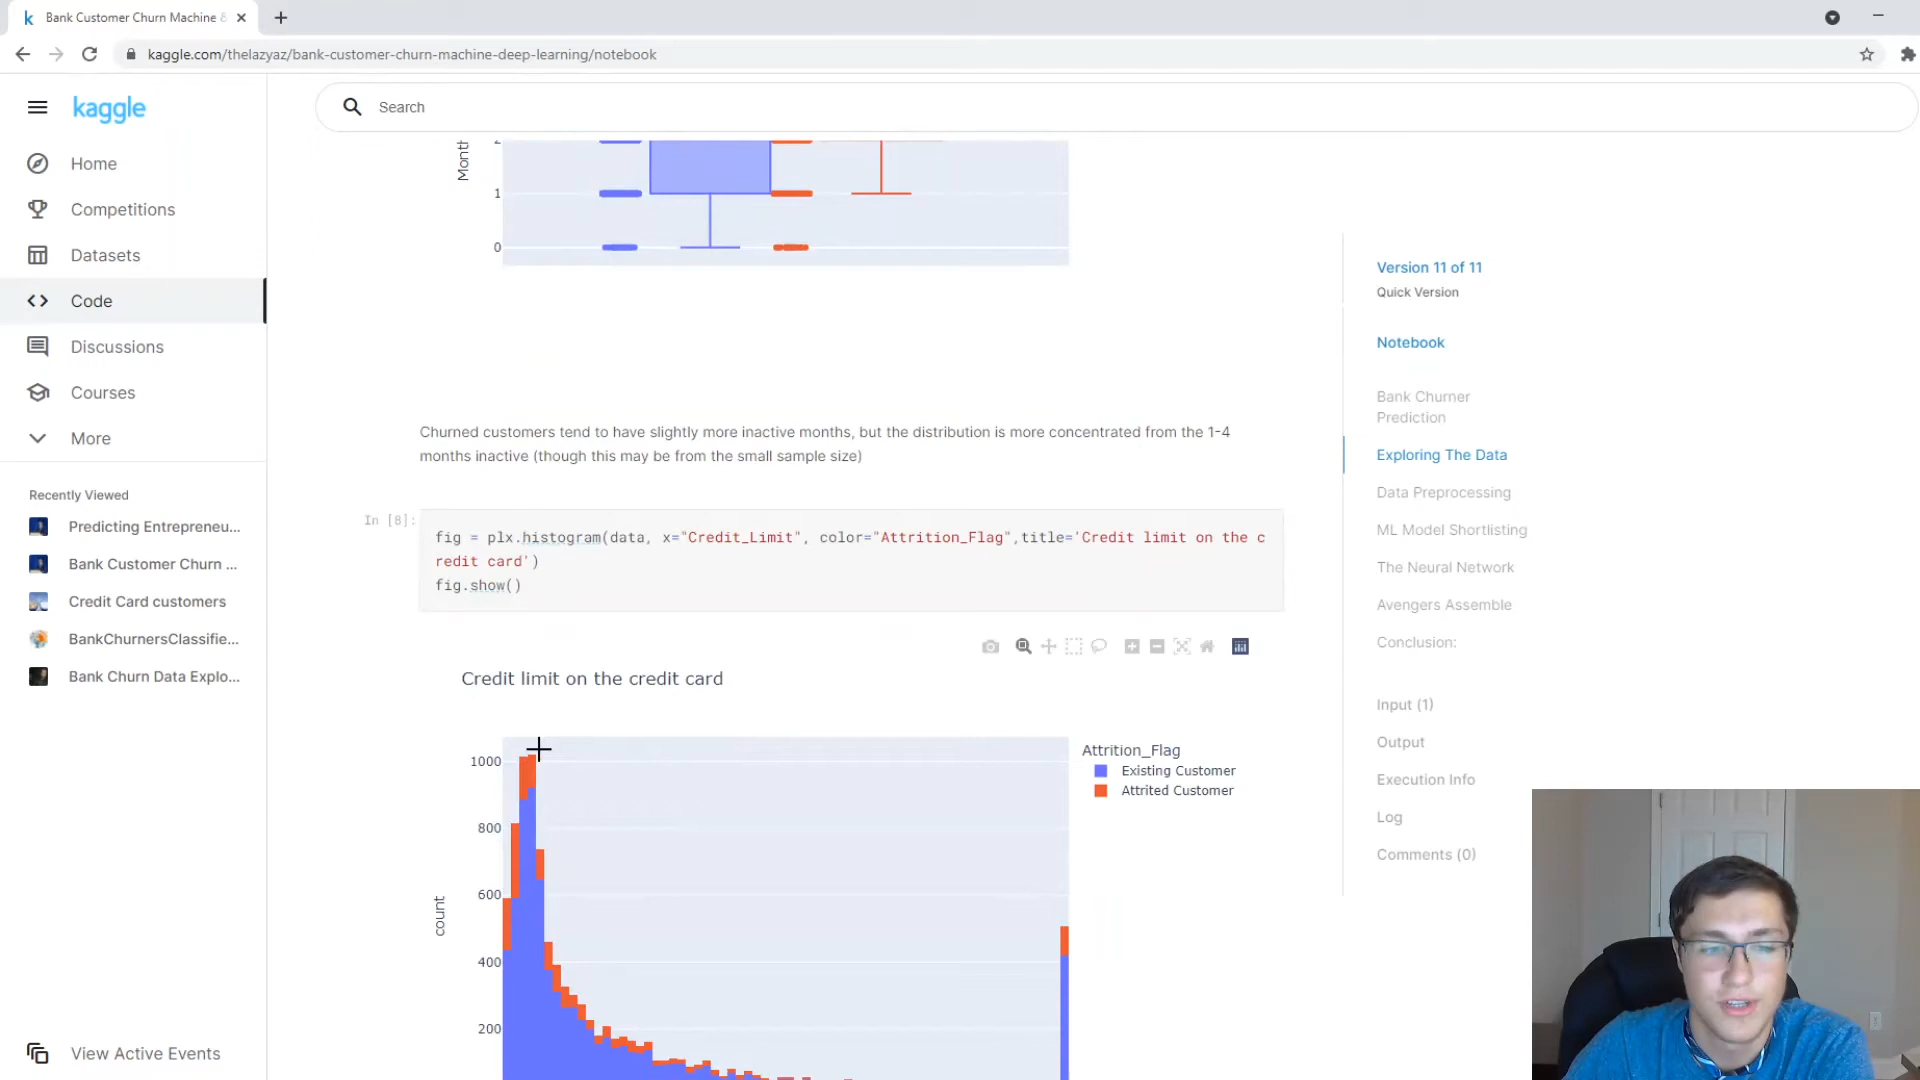 Bank Customer Churn Machine &
kaggle.com/thelazyaz/bank-customer-churn-machine-deep-learning/notebook
kaggle
Search
Home
Competitions
Datasets
Code
Discussions
Courses
More
Recently Viewed
Predicting Entrepreneu...
Bank Customer Churn ...
Credit Card customers
BankChurnersClassifie...
Bank Churn Data Explo...
View Active Events
Month
2
1
0
Churned customers tend to have slightly more inactive months, but the distribution is more concentrated from the 1-4
months inactive (though this may be from the small sample size)
In [8]:
fig = plx.histogram(data, x="Credit_Limit", color="Attrition_Flag",title='Credit limit on the c
redit card')
fig.show()
Credit limit on the credit card
1000
800
600
400
200
count
Attrition_Flag
Existing Customer
Attrited Customer
Version 11 of 11
Quick Version
Notebook
Bank Churner
Prediction
Exploring The Data
Data Preprocessing
ML Model Shortlisting
The Neural Network
Avengers Assemble
Conclusion:
Input (1)
Output
Execution Info
Log
Comments (0)